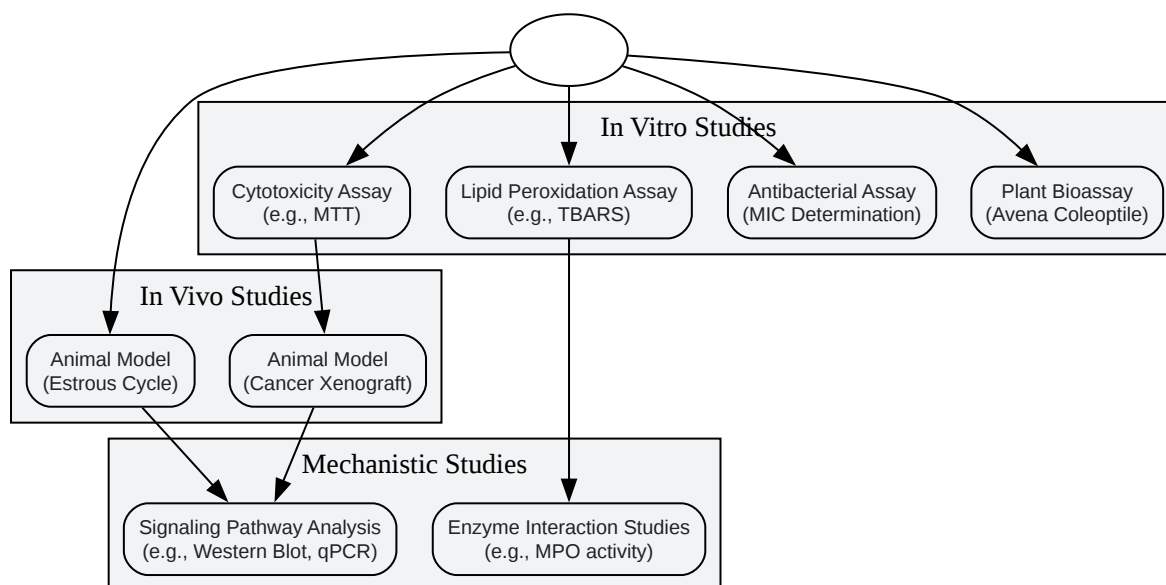 In Vitro Studies
Cytotoxicity Assay
(e.g., MTT)
Lipid Peroxidation Assay
(e.g., TBARS)
Antibacterial Assay
(MIC Determination)
Plant Bioassay
(Avena Coleoptile)
In Vivo Studies
Animal Model
(Estrous Cycle)
Animal Model
(Cancer Xenograft)
Mechanistic Studies
Signaling Pathway Analysis
(e.g., Western Blot, qPCR)
Enzyme Interaction Studies
(e.g., MPO activity)